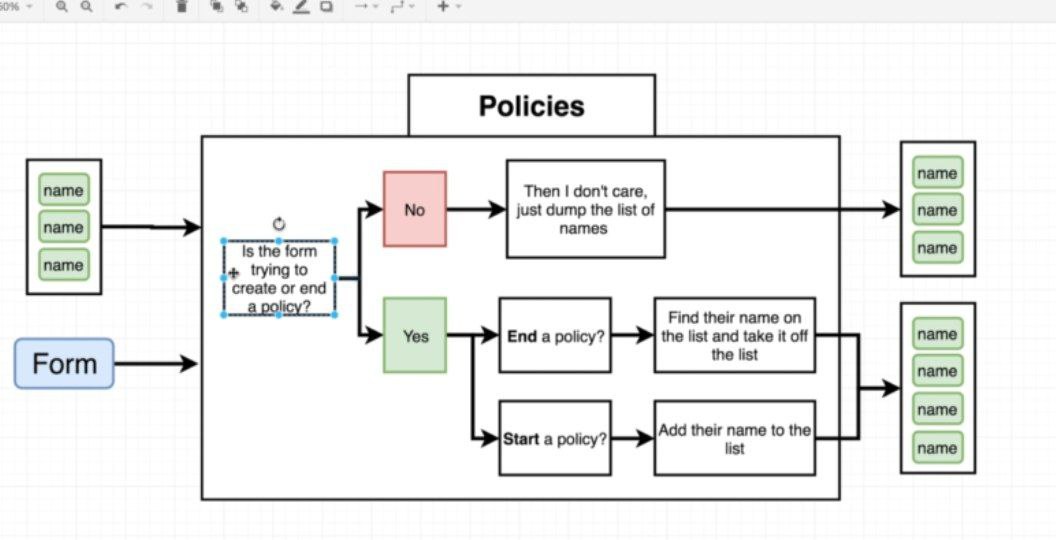 Policies
name
name
name
Form
Is the form
trying to
create or end
a policy?
No
Then I don't care,
just dump the list of
names
Yes
End a policy?
Find their name on
the list and take it off
the list
Start a policy?
Add their name to the
list
name
name
name
name
name
name
name